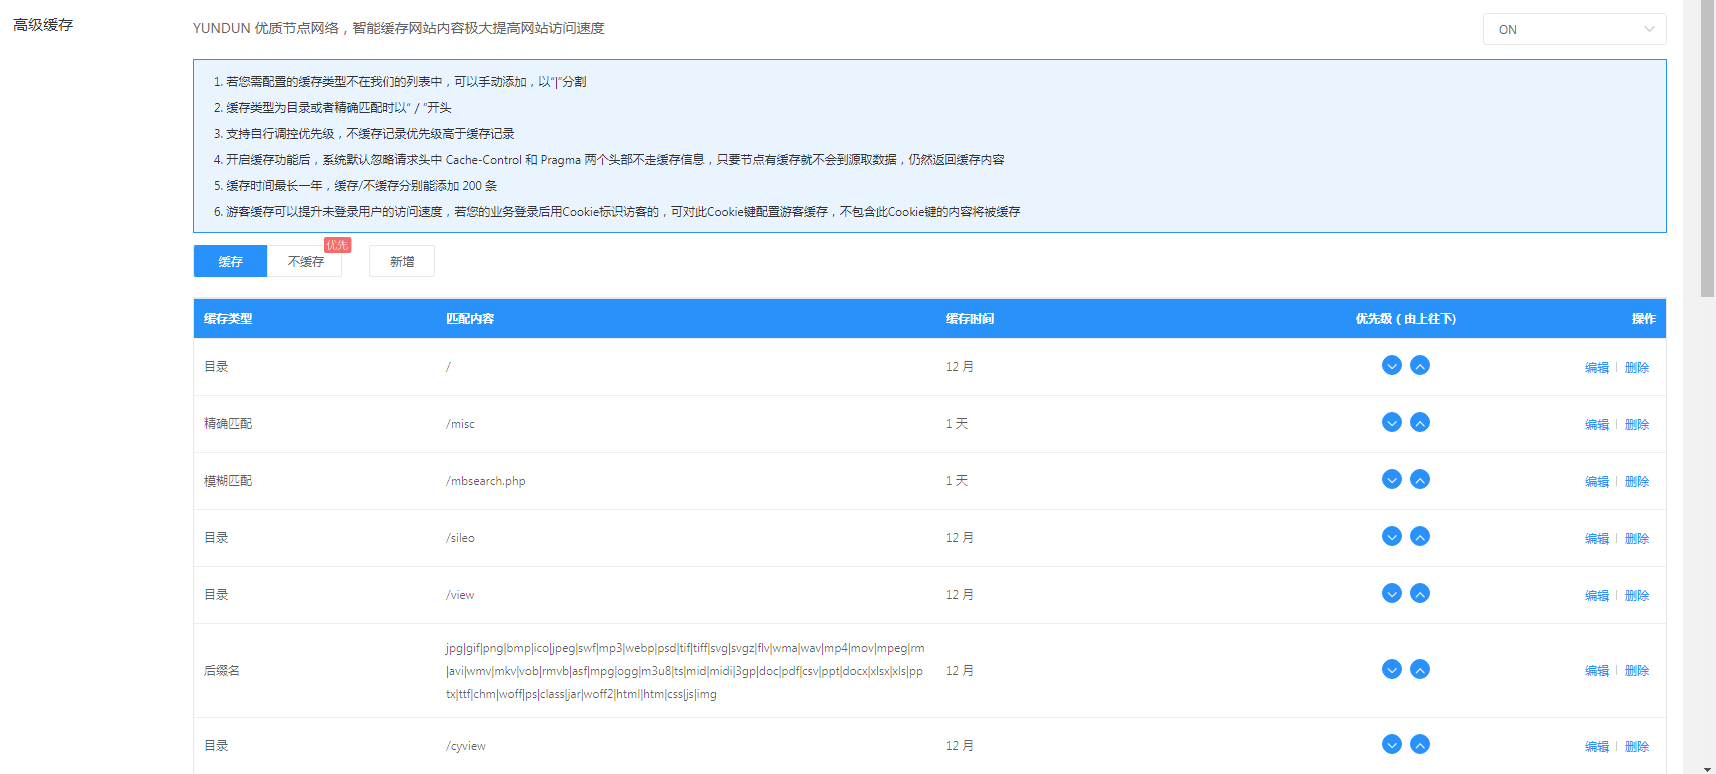 高级缓存
YUNDUN 优质节点网络，智能缓存网站内容极大提高网站访问速度
ON
1. 若您需配置的缓存类型不在我们的列表中，可以手动添加，以“|”分割
2. 缓存类型为目录或者精确匹配时以“ / ”开头
3. 支持自行调控优先级，不缓存记录优先级高于缓存记录
4. 开启缓存功能后，系统默认忽略请求头中 Cache-Control 和 Pragma 两个头部不走缓存信息，只要节点有缓存就不会到源取数据，仍然返回缓存内容
5. 缓存时间最长一年，缓存/不缓存分别能添加 200 条
6. 游客缓存可以提升未登录用户的访问速度，若您的业务登录后用Cookie标识访客的，可对此Cookie键配置游客缓存，不包含此Cookie键的内容将被缓存
优先
缓存 不缓存 新增
缓存类型 匹配内容 缓存时间 优先级 ( 由上往下) 操作
目录 / 12 月 编辑 | 删除
精确匹配 /misc 1 天 编辑 | 删除
模糊匹配 /mbsearch.php 1 天 编辑 | 删除
目录 /sileo 12 月 编辑 | 删除
目录 /view 12 月 编辑 | 删除
jpg|gif|png|bmp|ico|jpeg|swf|mp3|webp|psd|tif|tiff|svg|svgz|flv|wma|wav|mp4|mov|mpeg|rm
后缀名 |avi|wmv|mkv|vob|rmvb|asf|mpg|ogg|m3u8|ts|mid|midi|3gp|doc|pdf|csv|ppt|docx|xlsx|xls|pp 12 月 编辑 | 删除
tx|ttf|chm|woff|ps|class|jar|woff2|html|htm|css|js|img
目录 /cyview 12 月 编辑 | 删除